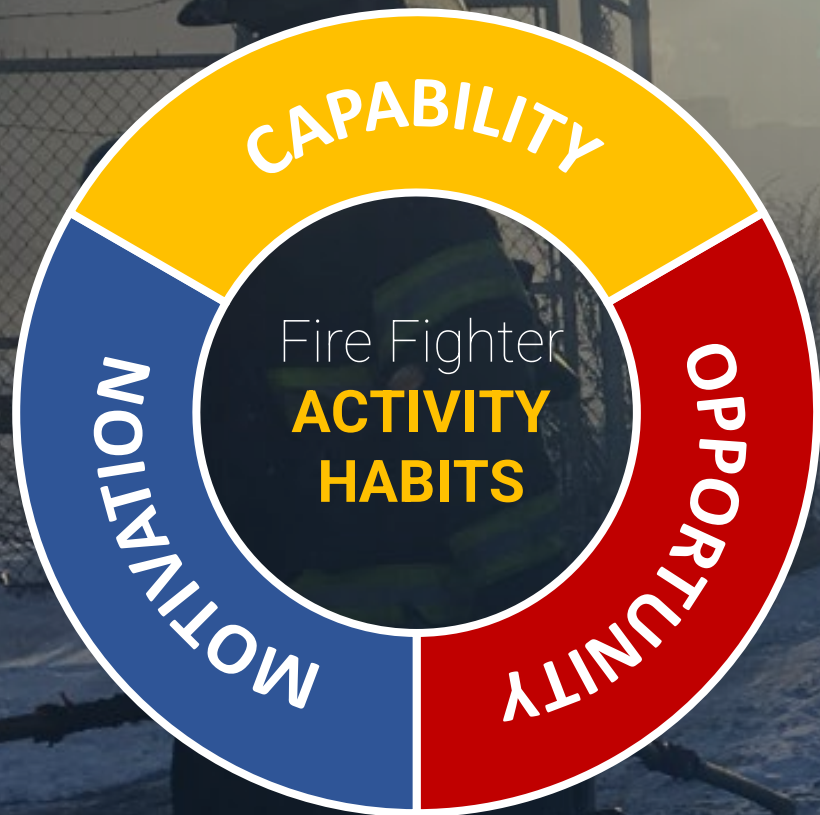 CAPABILITY
Fire Fighter
ACTIVITY
HABITS
MOTIVATION
OPPORTUNITY